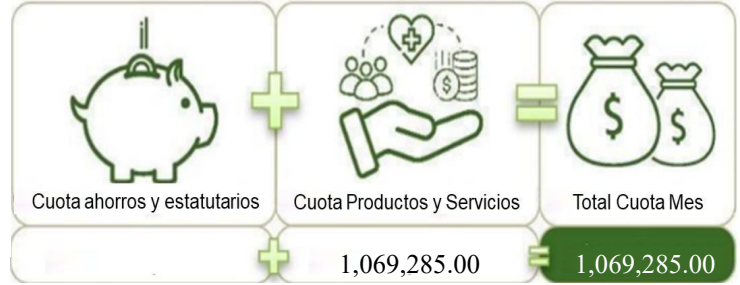 $
$ $
Cuota ahorros y estatutarios Cuota Productos y Servicios Total Cuota Mes
1,069,285.00 1,069,285.00